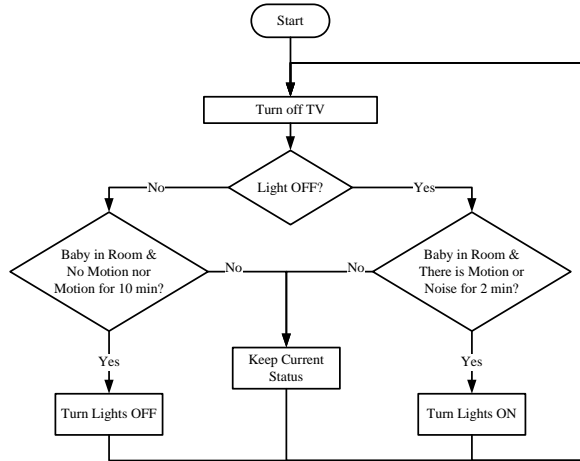 Start
Turn off TV
Light OFF?
No
Yes
Baby in Room &
No Motion nor
Motion for 10 min?
No
No
Baby in Room &
There is Motion or
Noise for 2 min?
Yes
Keep Current
Status
Yes
Turn Lights OFF
Turn Lights ON